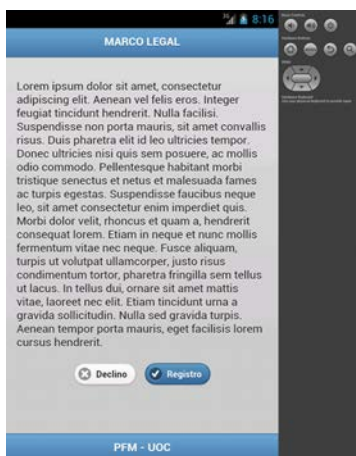 3G 8:16
MARCO LEGAL
Lorem ipsum dolor sit amet, consectetur
adipiscing elit. Aenean vel felis eros. Integer
feugiat tincidunt hendrerit. Nulla facilisi.
Suspendisse non porta mauris, sit amet convallis
risus. Duis pharetra elit id leo ultricies tempor.
Donec ultricies nisi quis sem posuere, ac mollis
odio commodo. Pellentesque habitant morbi
tristique senectus et netus et malesuada fames
ac turpis egestas. Suspendisse faucibus neque
leo, sit amet consectetur enim imperdiet quis.
Morbi dolor velit, rhoncus et quam a, hendrerit
consequat lorem. Etiam in neque et nunc mollis
fermentum vitae nec neque. Fusce aliquam,
turpis ut volutpat ullamcorper, justo risus
condimentum tortor, pharetra fringilla sem tellus
ut lacus. In tellus dui, ornare sit amet mattis
vitae, laoreet nec elit. Etiam tincidunt urna a
gravida sollicitudin. Nulla sed gravida turpis.
Aenean tempor porta mauris, eget facilisis lorem
cursus hendrerit.
Declino Registro
PFM - UOC